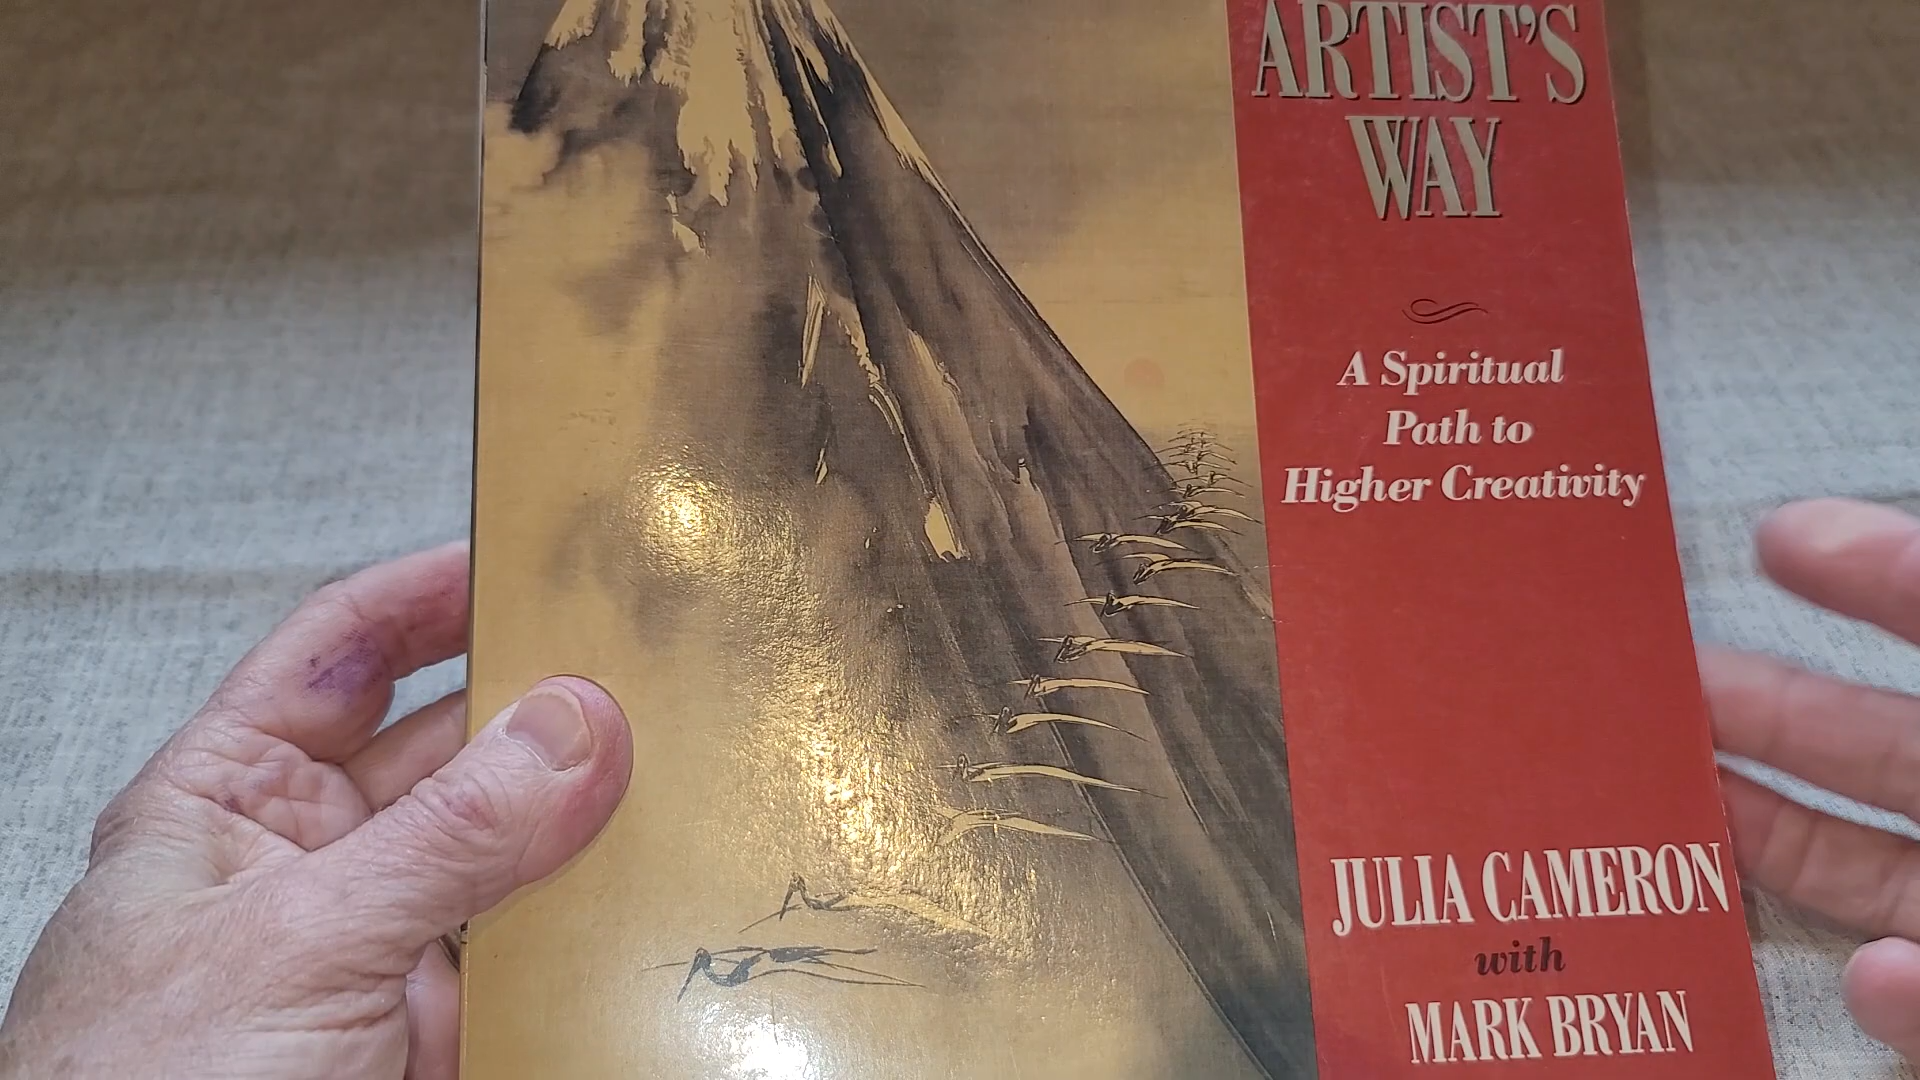 ARTIST'S
WAY
A Spiritual
Path to
Higher Creativity
JULIA CAMERON
with
MARK BRYAN